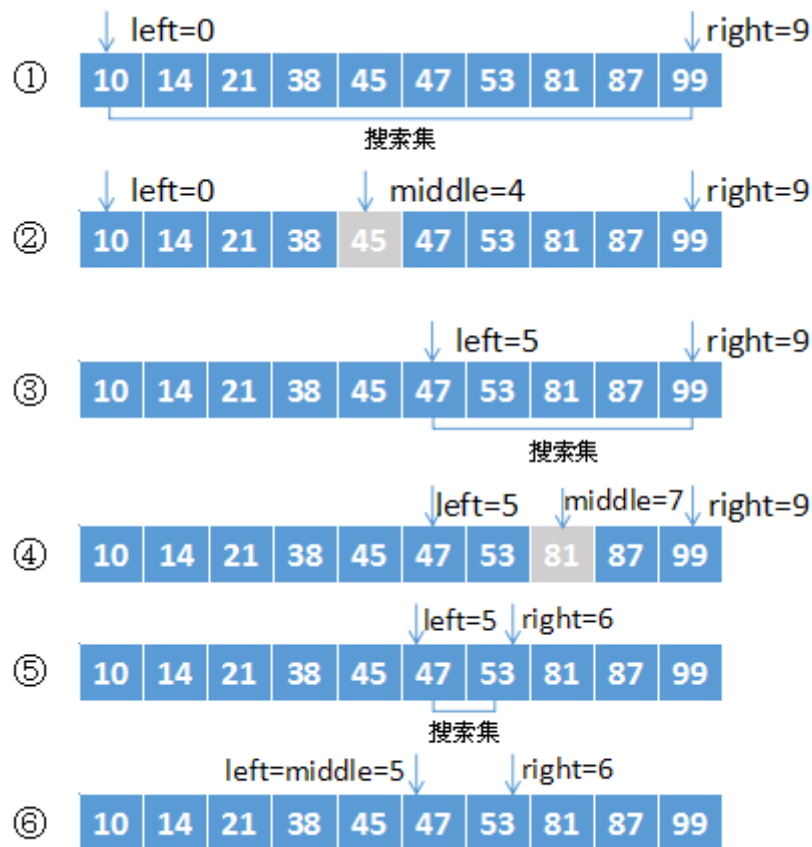 left=0 right=9
① 10 14 21 38 45 47 53 81 87 99
搜索集
left=0 middle=4 right=9
② 10 14 21 38 45 47 53 81 87 99
left=5 right=9
③ 10 14 21 38 45 47 53 81 87 99
搜索集
left=5 middle=7 right=9
④ 10 14 21 38 45 47 53 81 87 99
left=5 right=6
⑤ 10 14 21 38 45 47 53 81 87 99
搜索集
left=middle=5 right=6
⑥ 10 14 21 38 45 47 53 81 87 99